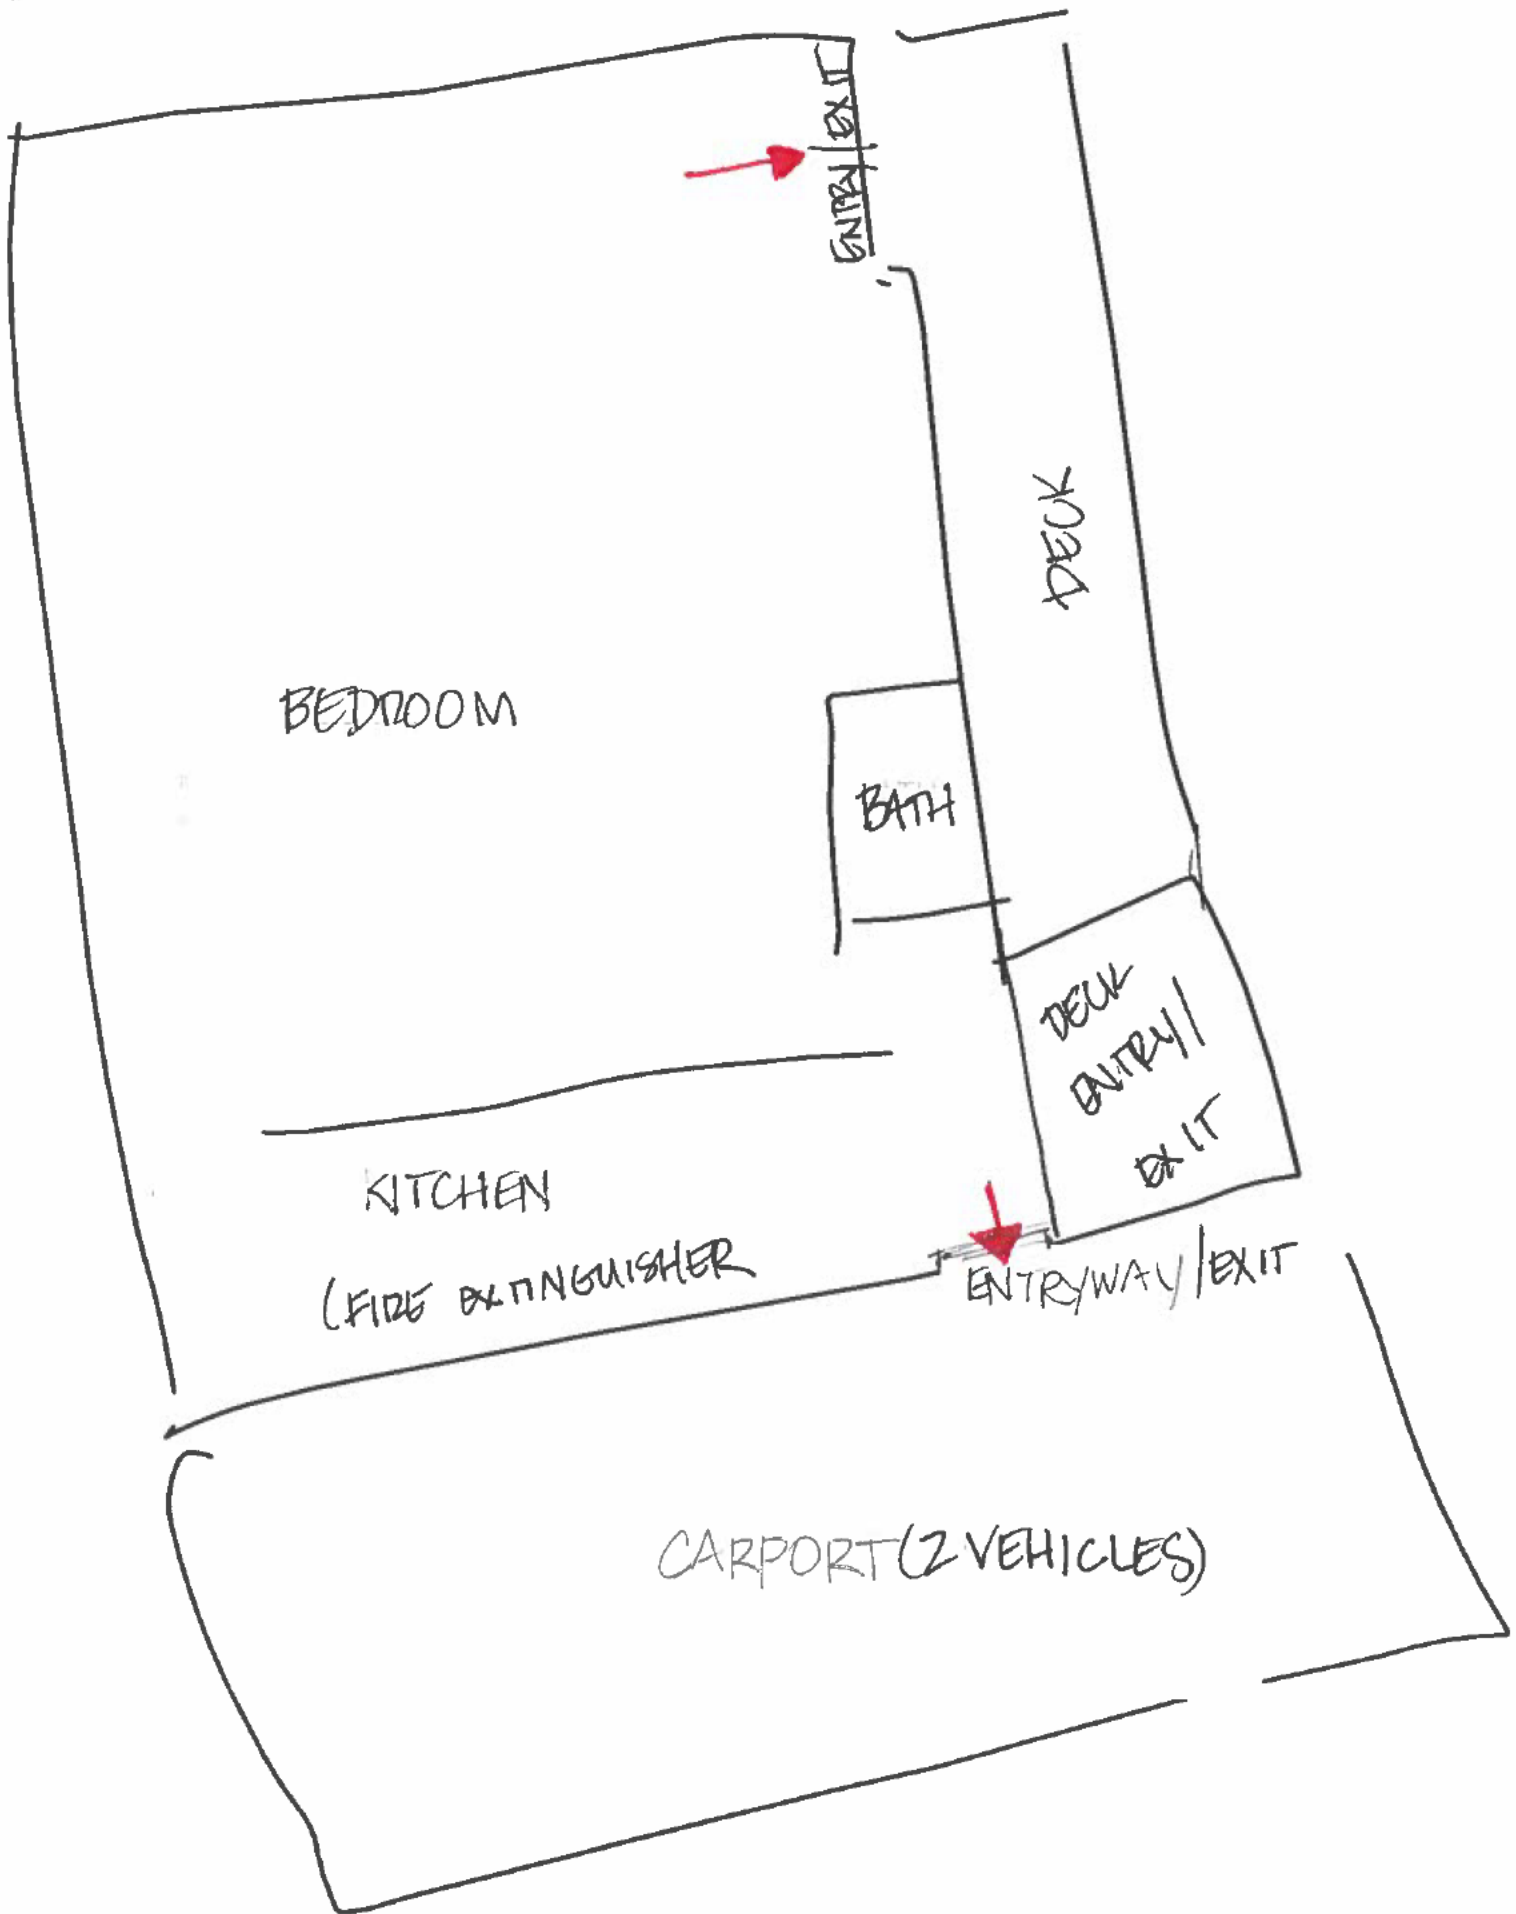 ENTRY/EXIT
DECK
BEDROOM
BATH
DECK
ENTRY/
EXIT
KITCHEN
(FIRE EXTINGUISHER
ENTRYWAY/EXIT
CARPORT (2 VEHICLES)